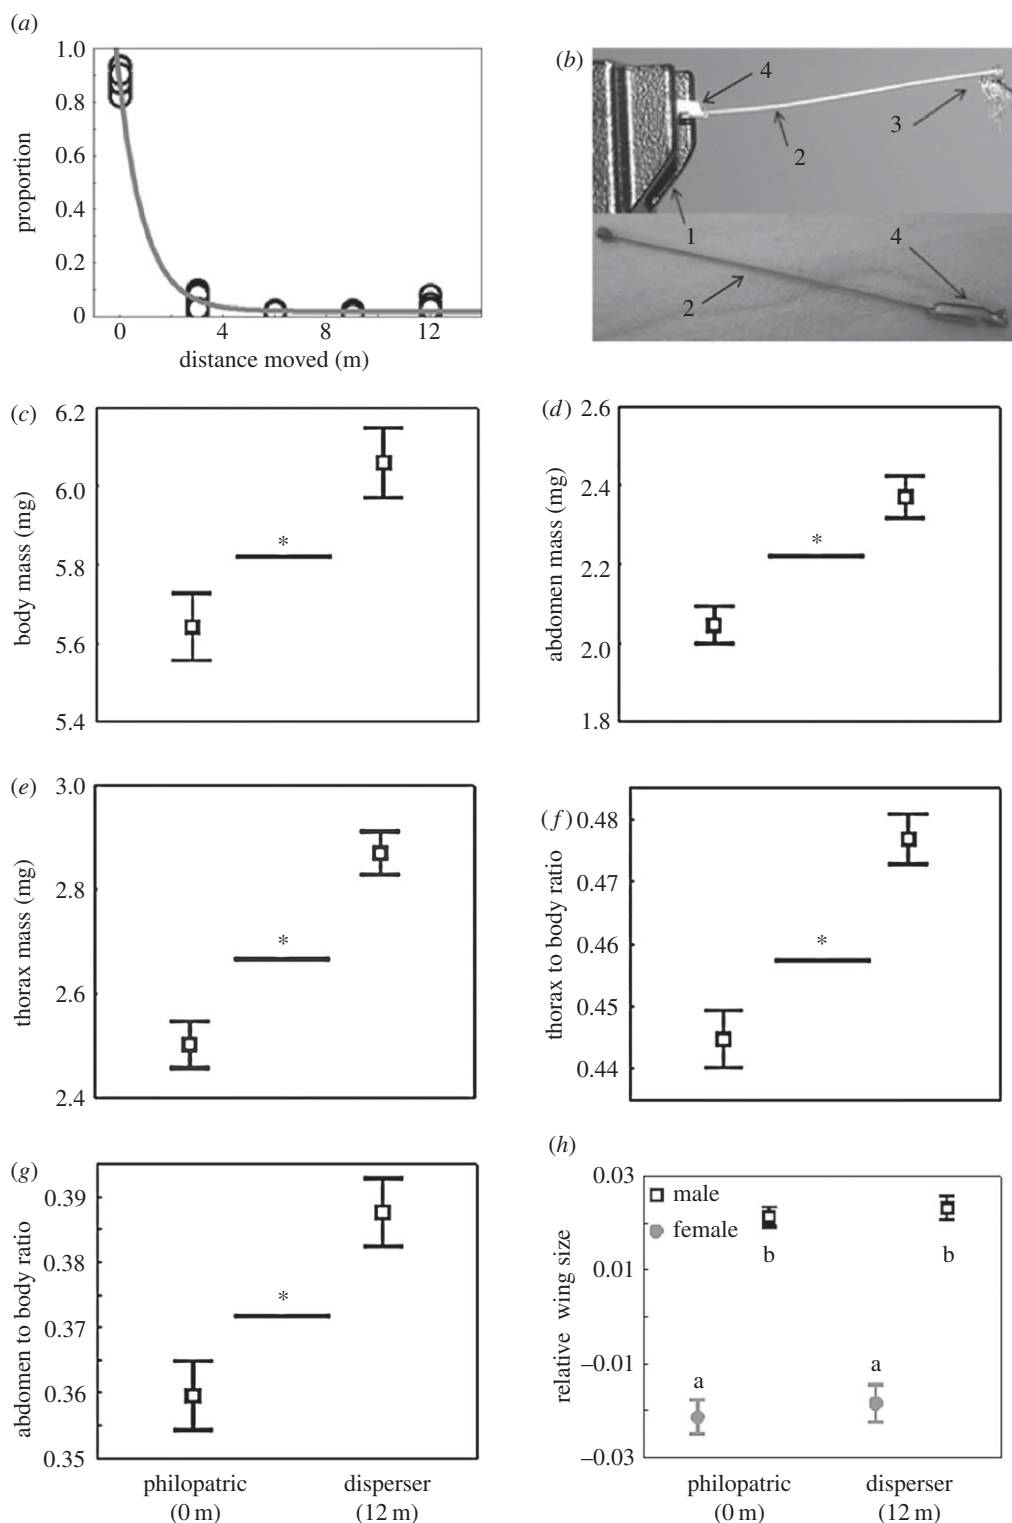 (a)
1.0
0.8
0.6
0.4
0.2
0
proportion
0 4 8 12
distance moved (m)
(b)
4
3
2
1
4
2
(c)
6.2
6.0
5.8
5.6
5.4
body mass (mg)
*
(d)
2.6
2.4
2.2
2.0
1.8
abdomen mass (mg)
*
(e)
3.0
2.8
2.6
2.4
thorax mass (mg)
*
(f)
0.48
0.47
0.46
0.45
0.44
thorax to body ratio
*
(g)
0.39
0.38
0.37
0.36
0.35
abdomen to body ratio
*
philopatric disperser
(0 m) (12 m)
(h)
0.03
0.01
–0.01
–0.03
relative wing size
male
female
b b
a a
philopatric disperser
(0 m) (12 m)